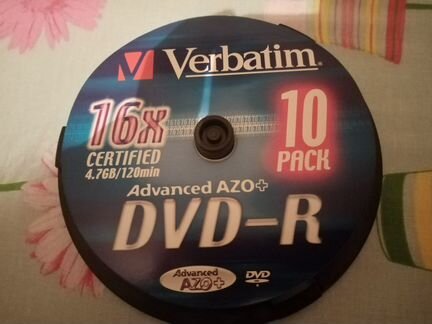 Verbatim
16x
CERTIFIED
4.7GB/120min
10
PACK
Advanced AZO+
DVD-R
Advanced
AZO+
DVD